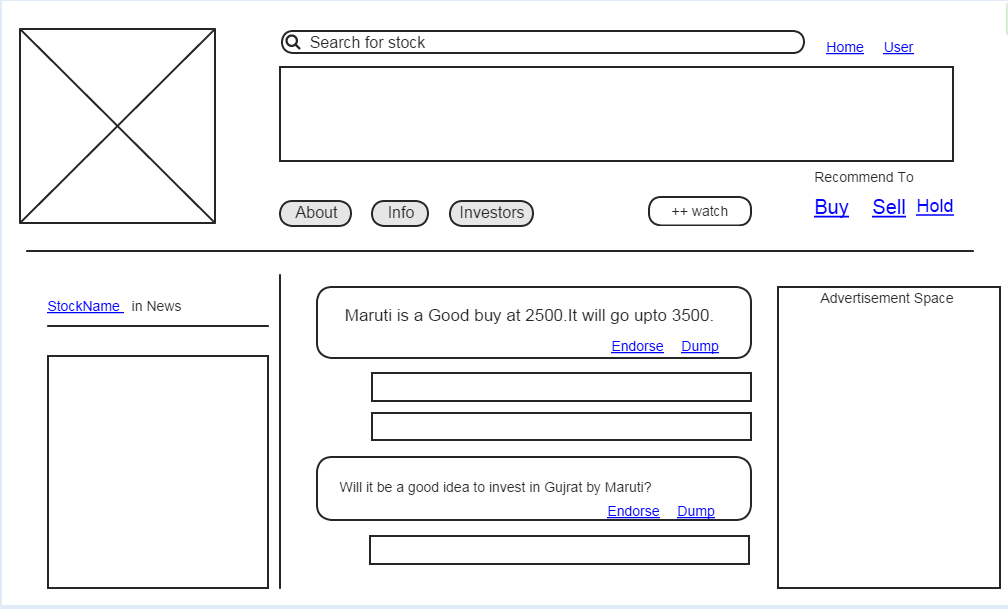 Search for stock
Home User
Recommend To
About Info Investors ++ watch Buy Sell Hold
StockName in News
Maruti is a Good buy at 2500.It will go upto 3500.
Endorse Dump
Will it be a good idea to invest in Gujrat by Maruti?
Endorse Dump
Advertisement Space